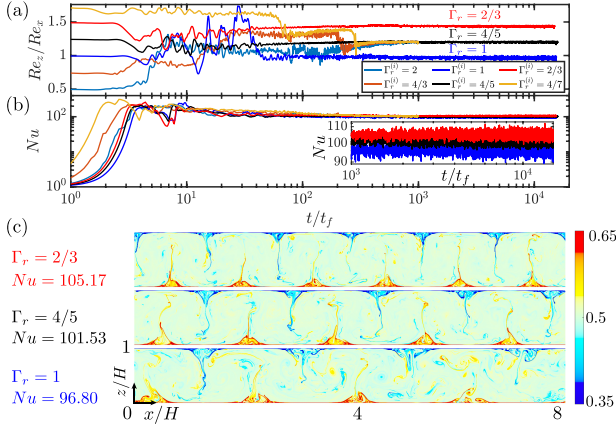 (a)
Re_z/Re_x
1.5
1.0
0.5
Γ_r = 2/3
Γ_r = 4/5
Γ_r = 1
Γ_r^(i) = 2
Γ_r^(i) = 1
Γ_r^(i) = 2/3
Γ_r^(i) = 4/3
Γ_r^(i) = 4/5
Γ_r^(i) = 4/7
(b)
Nu
10^2
10^0
Nu
110
100
90
10^3
t/t_f
10^4
10^0
10^1
10^2
10^3
10^4
t/t_f
(c)
Γ_r = 2/3
Nu = 105.17
Γ_r = 4/5
Nu = 101.53
Γ_r = 1
Nu = 96.80
1
z/H
0
x/H
4
8
0.65
0.5
0.35